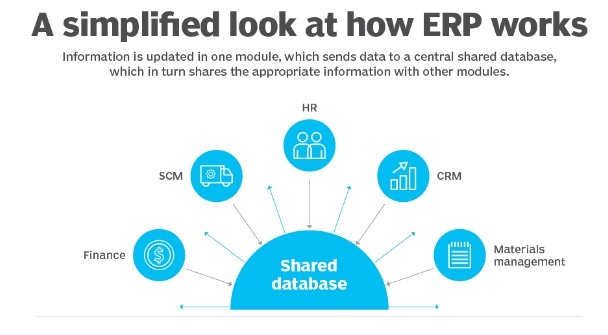 A simplified look at how ERP works
Information is updated in one module, which sends data to a central shared database,
which in turn shares the appropriate information with other modules.
HR
SCM
CRM
Finance
$
Shared
database
Materials
management